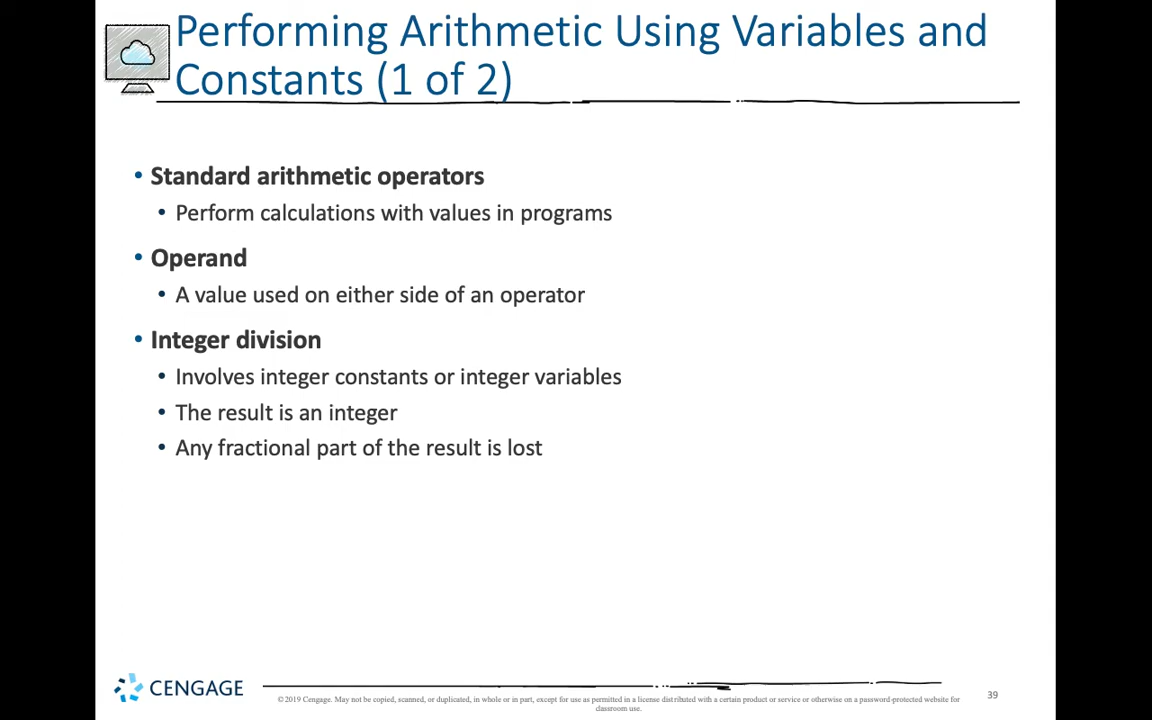 Performing Arithmetic Using Variables and
Constants (1 of 2)
• Standard arithmetic operators
• Perform calculations with values in programs
• Operand
• A value used on either side of an operator
• Integer division
• Involves integer constants or integer variables
• The result is an integer
• Any fractional part of the result is lost
CENGAGE
© 2019 Cengage. May not be copied, scanned, or duplicated, in whole or in part, except for use as permitted in a license distributed with a certain product or service or otherwise on a password-protected website for
classroom use.
39